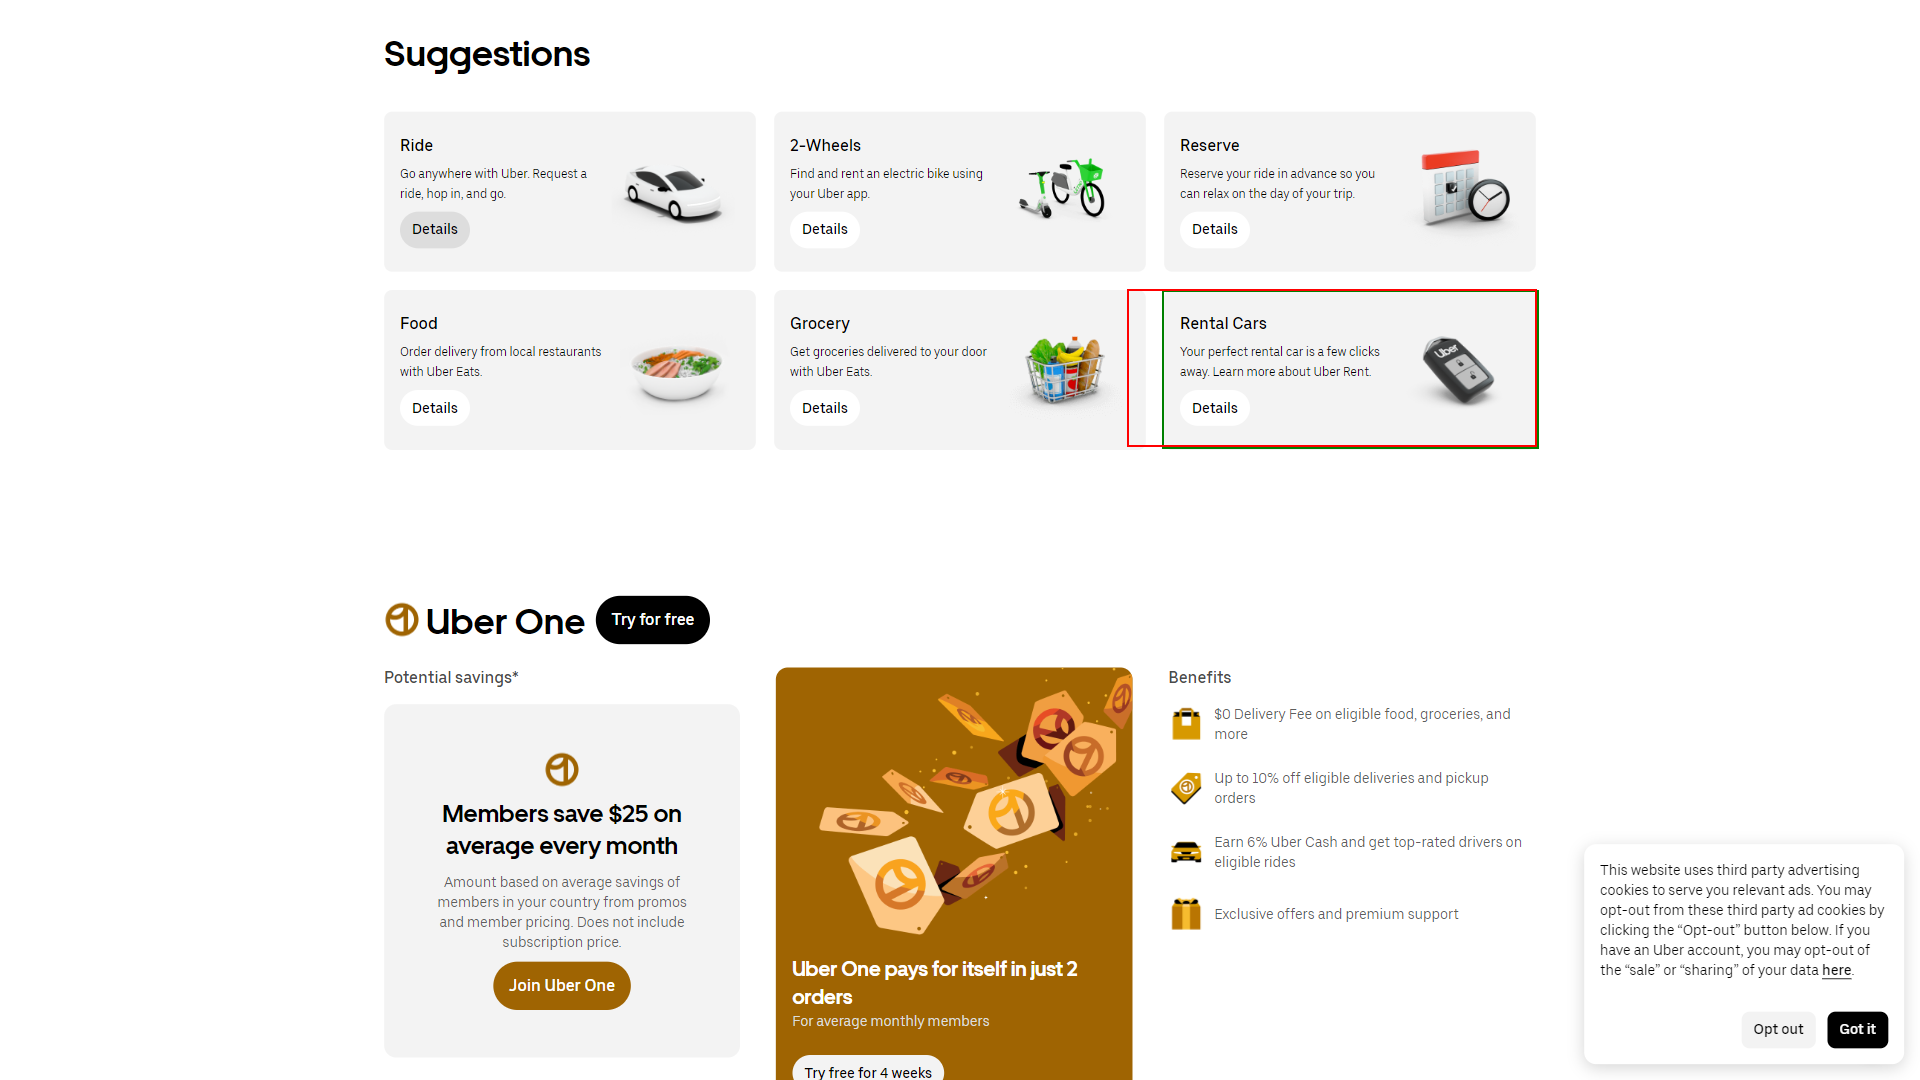 Suggestions
Ride
Go anywhere with Uber. Request a
ride, hop in, and go.
Details
2-Wheels
Find and rent an electric bike using
your Uber app.
Details
Reserve
Reserve your ride in advance so you
can relax on the day of your trip.
Details
Food
Order delivery from local restaurants
with Uber Eats.
Details
Grocery
Get groceries delivered to your door
with Uber Eats.
Details
Rental Cars
Your perfect rental car is a few clicks
away. Learn more about Uber Rent.
Details
Uber
Uber One
Try for free
Potential savings*
Members save $25 on
average every month
Amount based on average savings of
members in your country from promos
and member pricing. Does not include
subscription price.
Join Uber One
Uber One pays for itself in just 2
orders
For average monthly members
Try free for 4 weeks
Benefits
$0 Delivery Fee on eligible food, groceries, and
more
Up to 10% off eligible deliveries and pickup
orders
Earn 6% Uber Cash and get top-rated drivers on
eligible rides
Exclusive offers and premium support
This website uses third party advertising
cookies to serve you relevant ads. You may
opt-out from these third party ad cookies by
clicking the “Opt-out” button below. If you
have an Uber account, you may opt-out of
the “sale” or “sharing” of your data here.
Opt out
Got it